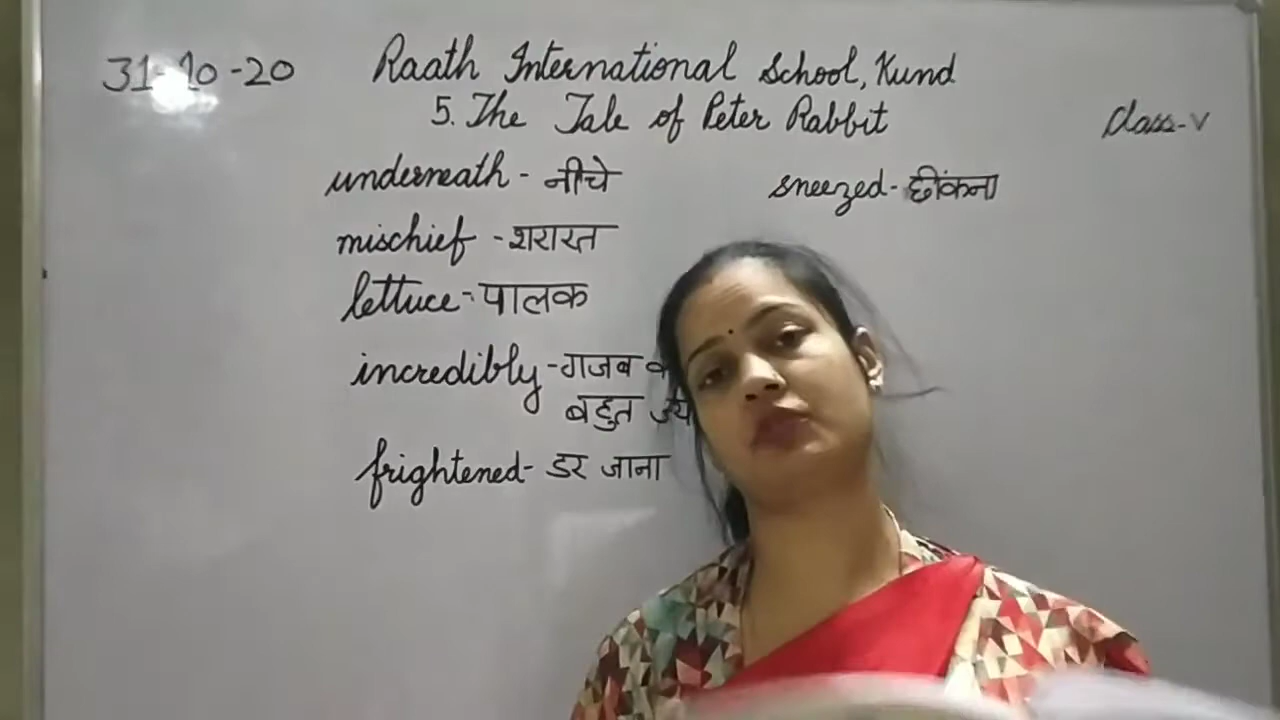 31-10-20 Raath International School, Kund
5. The Tale of Peter Rabbit
Class-V
underneath - नीचे
sneezed - छींकना
mischief - शरारत
lettuce - पालक
incredibly - गजब
बहुत
frightened - डर जाना